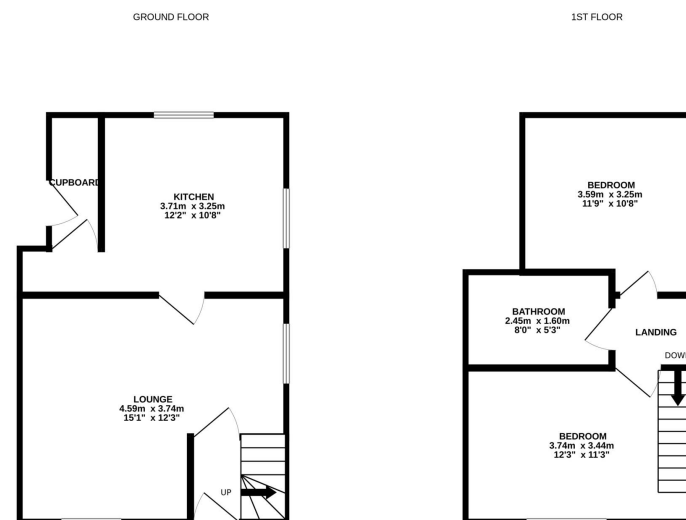 GROUND FLOOR
1ST FLOOR
CUPBOARD
KITCHEN
3.71m x 3.25m
12'2" x 10'8"
BEDROOM
3.59m x 3.25m
11'9" x 10'8"
BATHROOM
2.45m x 1.60m
8'0" x 5'3"
LANDING
DOWN
LOUNGE
4.59m x 3.74m
15'1" x 12'3"
BEDROOM
3.74m x 3.44m
12'3" x 11'3"
UP